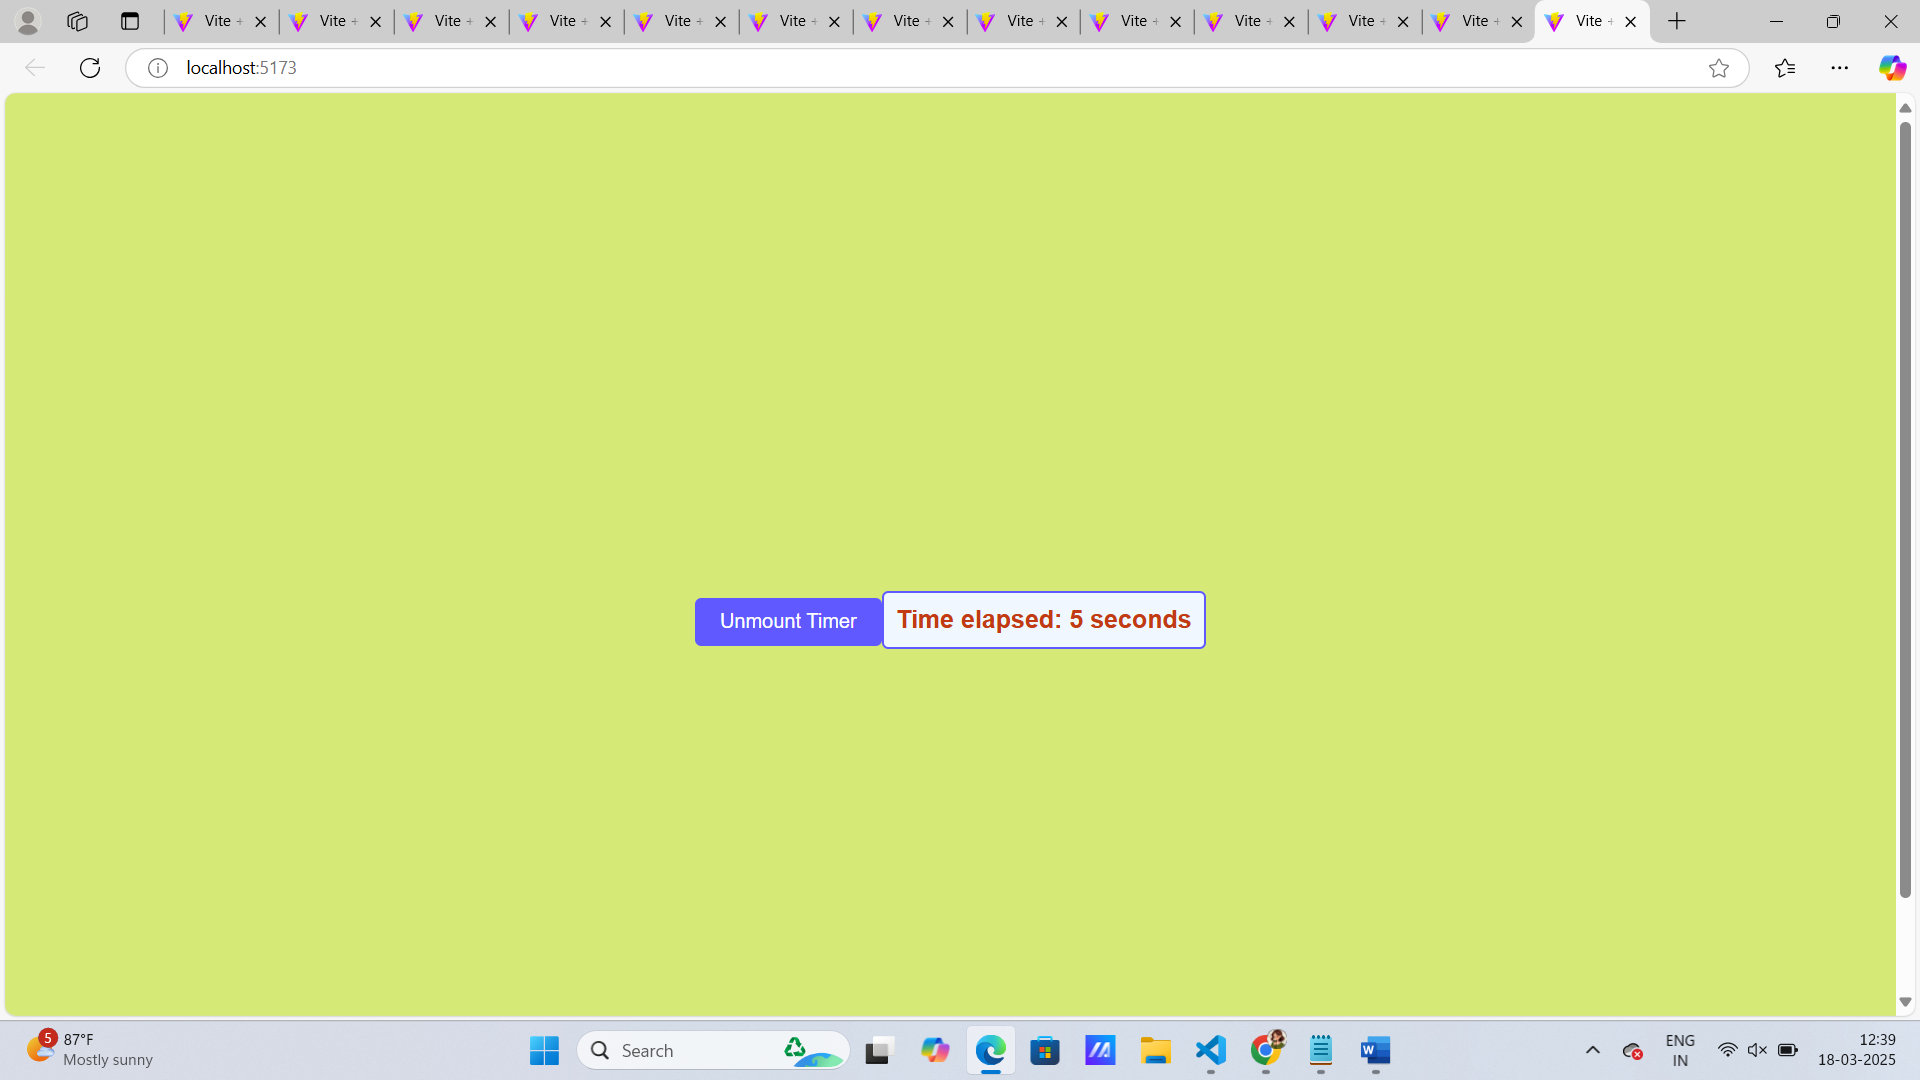 Vite +
Vite +
Vite +
Vite +
Vite +
Vite +
Vite +
Vite +
Vite +
Vite +
Vite +
Vite +
Vite +
localhost:5173
Unmount Timer
Time elapsed: 5 seconds
5
87°F
Mostly sunny
Search
W
ENG
IN
12:39
18-03-2025